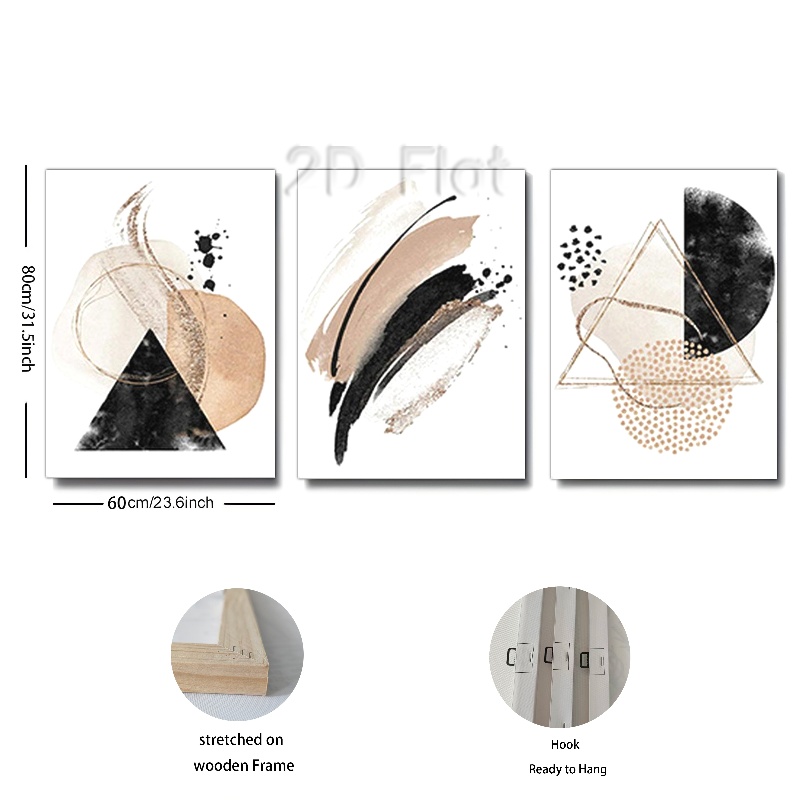 2D Flat
80cm/31.5inch
60cm/23.6inch
stretched on
wooden Frame
Hook
Ready to Hang